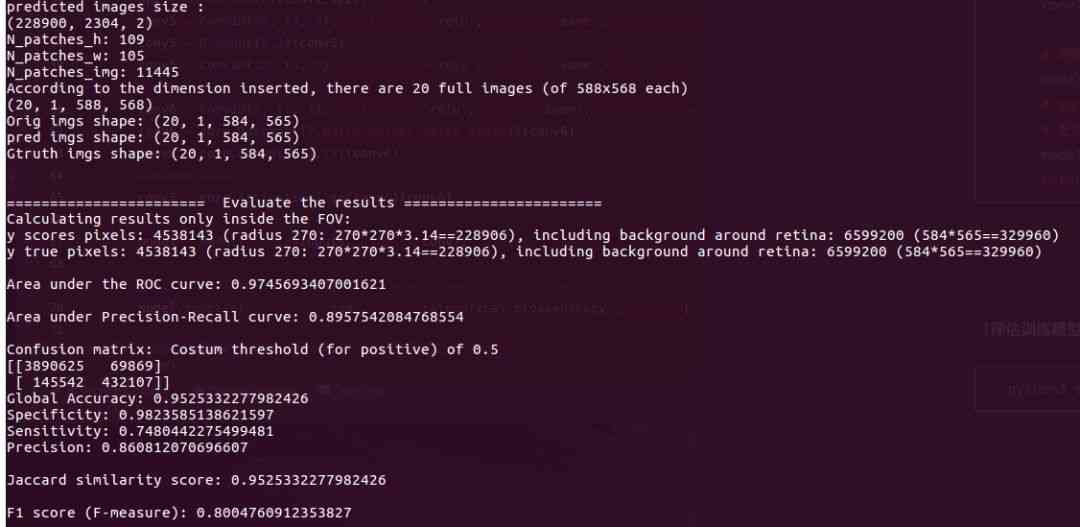 predicted images size :
(228900, 2304, 2)
N_patches_h: 109
N_patches_w: 105
N_patches_img: 11445
According to the dimension inserted, there are 20 full images (of 588x568 each)
(20, 1, 588, 568)
Orig imgs shape: (20, 1, 584, 565)
pred imgs shape: (20, 1, 584, 565)
Gtruth imgs shape: (20, 1, 584, 565)
======================= Evaluate the results =======================
Calculating results only inside the FOV:
y scores pixels: 4538143 (radius 270: 270*270*3.14==228906), including background around retina: 6599200 (584*565==329960)
y true pixels: 4538143 (radius 270: 270*270*3.14==228906), including background around retina: 6599200 (584*565==329960)
Area under the ROC curve: 0.9745693407001621
Area under Precision-Recall curve: 0.8957542084768554
Confusion matrix:  Costum threshold (for positive) of 0.5
[[3890625   69869]
 [ 145542  432107]]
Global Accuracy: 0.9525332277982426
Specificity: 0.9823585138621597
Sensitivity: 0.7480442275499481
Precision: 0.860812070696607
Jaccard similarity score: 0.9525332277982426
F1 score (F-measure): 0.8004760912353827